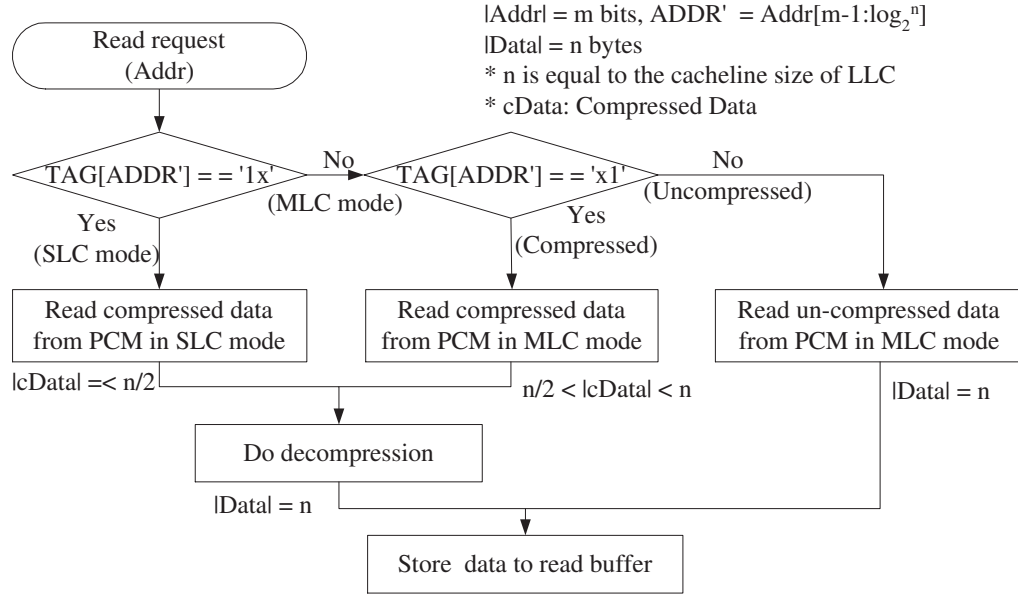 Read request
(Addr)
|Addr| = m bits, ADDR' = Addr[m-1:log₂ⁿ]
|Data| = n bytes
* n is equal to the cacheline size of LLC
* cData: Compressed Data
TAG[ADDR'] = = '1x'
No
(MLC mode)
TAG[ADDR'] = = 'x1'
No
(Uncompressed)
Yes
(SLC mode)
Yes
(Compressed)
Read compressed data
from PCM in SLC mode
Read compressed data
from PCM in MLC mode
Read un-compressed data
from PCM in MLC mode
|cData| =< n/2
n/2 < |cData| < n
|Data| = n
Do decompression
|Data| = n
Store data to read buffer